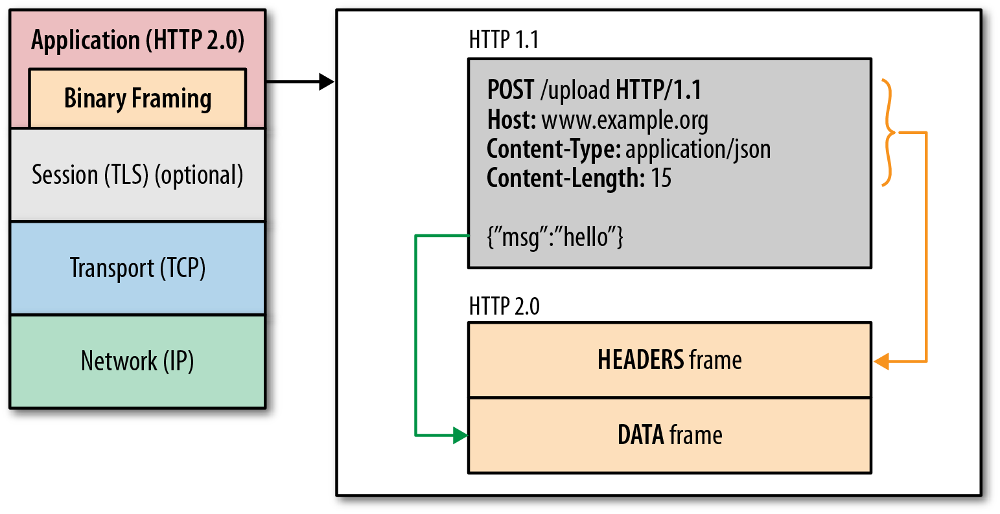 Application (HTTP 2.0)
Binary Framing
Session (TLS) (optional)
Transport (TCP)
Network (IP)
HTTP 1.1
POST /upload HTTP/1.1
Host: www.example.org
Content-Type: application/json
Content-Length: 15
{”msg”:”hello”}
HTTP 2.0
HEADERS frame
DATA frame